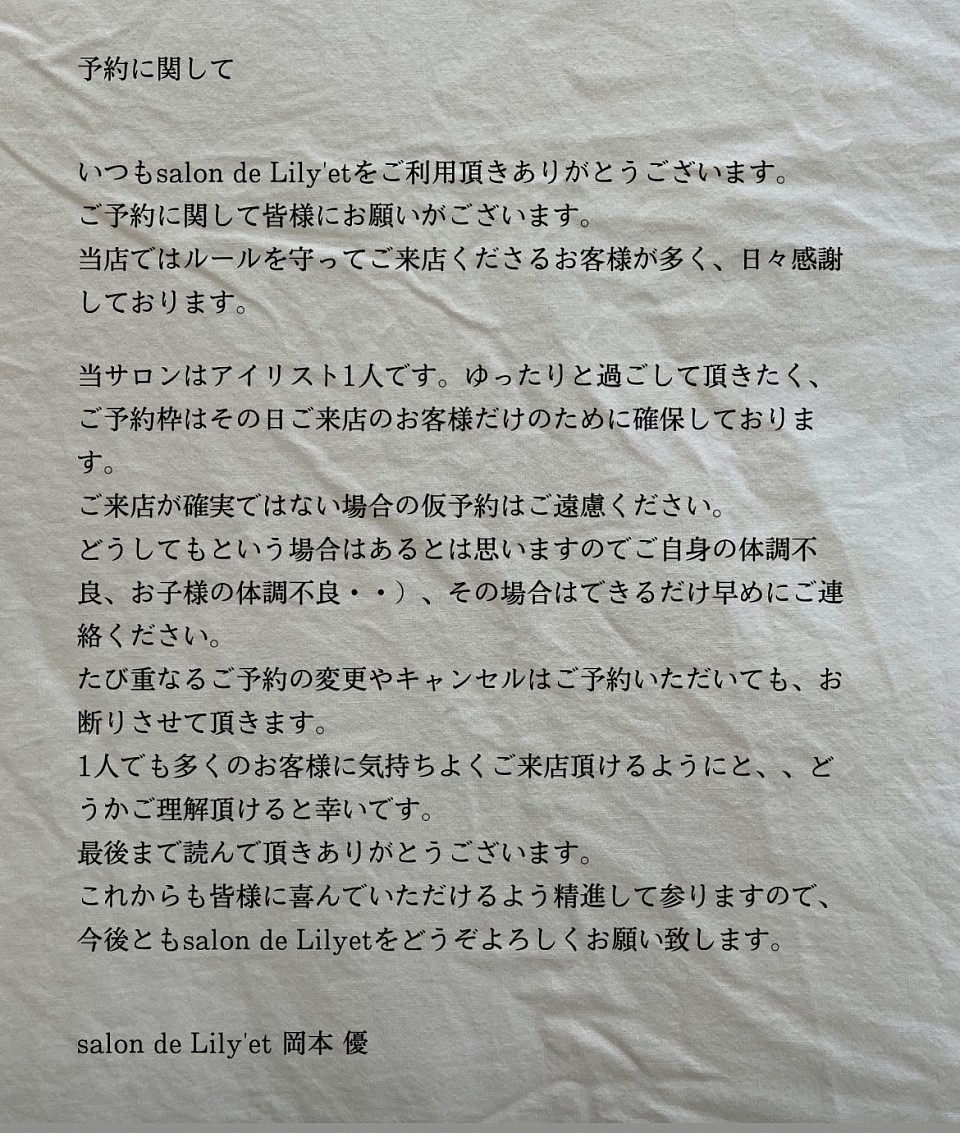 予約に関して
いつもsalon de Lily'etをご利用頂きありがとうございます。
ご予約に関して皆様にお願いがございます。
当店ではルールを守ってご来店くださるお客様が多く、日々感謝
しております。
当サロンはアイリスト1人です。ゆったりと過ごして頂きたく、
ご予約枠はその日ご来店のお客様だけのために確保しておりま
す。
ご来店が確実ではない場合の仮予約はご遠慮ください。
どうしてもという場合はあるとは思いますのでご自身の体調不
良、お子様の体調不良・・）、その場合はできるだけ早めにご連
絡ください。
たび重なるご予約の変更やキャンセルはご予約いただいても、お
断りさせて頂きます。
1人でも多くのお客様に気持ちよくご来店頂けるようにと、、ど
うかご理解頂けると幸いです。
最後まで読んで頂きありがとうございます。
これからも皆様に喜んでいただけるよう精進して参りますので、
今後ともsalon de Lilyetをどうぞよろしくお願い致します。
salon de Lily'et 岡本 優